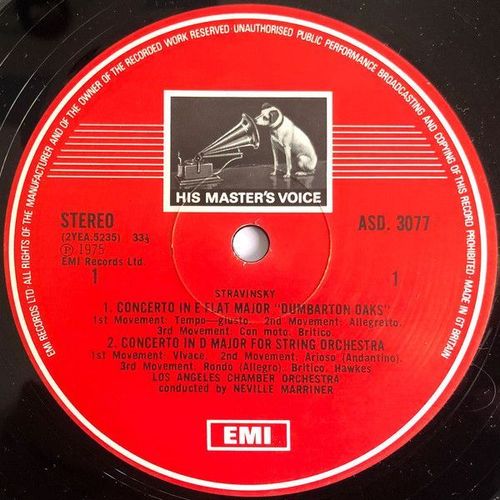 EMI RECORDS LTD ALL RIGHTS OF THE MANUFACTURER AND OF THE OWNER OF THE RECORDED WORK RESERVED UNAUTHORISED PUBLIC PERFORMANCE BROADCASTING AND COPYING OF THIS RECORD PROHIBITED · MADE IN GT BRITAIN
HIS MASTER'S VOICE
STEREO
(2YEA.5235) 33⅓
Ⓟ 1975
EMI Records Ltd.
ASD. 3077
1
1
STRAVINSKY
1. CONCERTO IN E FLAT MAJOR "DUMBARTON OAKS"
1st Movement: Tempo giusto. 2nd Movement: Allegretto.
3rd Movement: Con moto. Britico.
2. CONCERTO IN D MAJOR FOR STRING ORCHESTRA
1st Movement: Vivace. 2nd Movement: Arioso (Andantino).
3rd Movement: Rondo (Allegro). Britico. Hawkes
LOS ANGELES CHAMBER ORCHESTRA
conducted by NEVILLE MARRINER
EMI